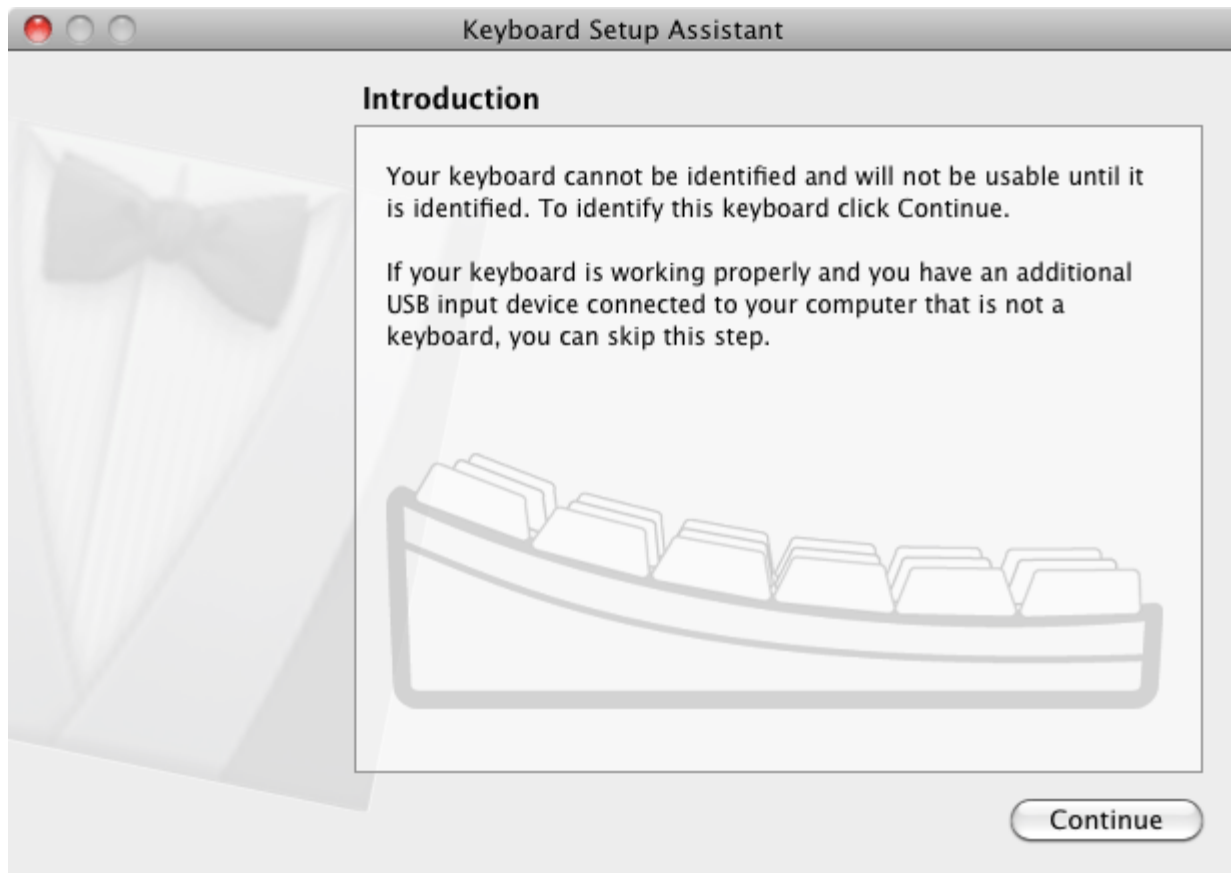 Keyboard Setup Assistant
Introduction
Your keyboard cannot be identified and will not be usable until it
is identified. To identify this keyboard click Continue.
If your keyboard is working properly and you have an additional
USB input device connected to your computer that is not a
keyboard, you can skip this step.
Continue